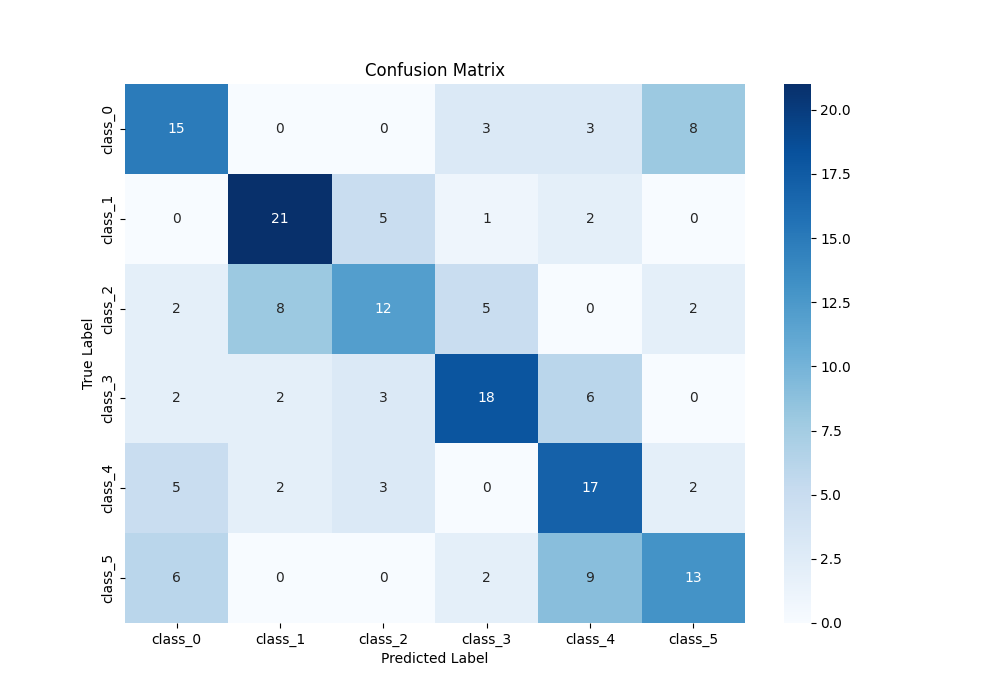 Confusion Matrix
class_0 15 0 0 3 3 8
class_1 0 21 5 1 2 0
class_2 2 8 12 5 0 2
class_3 2 2 3 18 6 0
class_4 5 2 3 0 17 2
class_5 6 0 0 2 9 13
True Label
class_0 class_1 class_2 class_3 class_4 class_5
Predicted Label
20.0
17.5
15.0
12.5
10.0
7.5
5.0
2.5
0.0